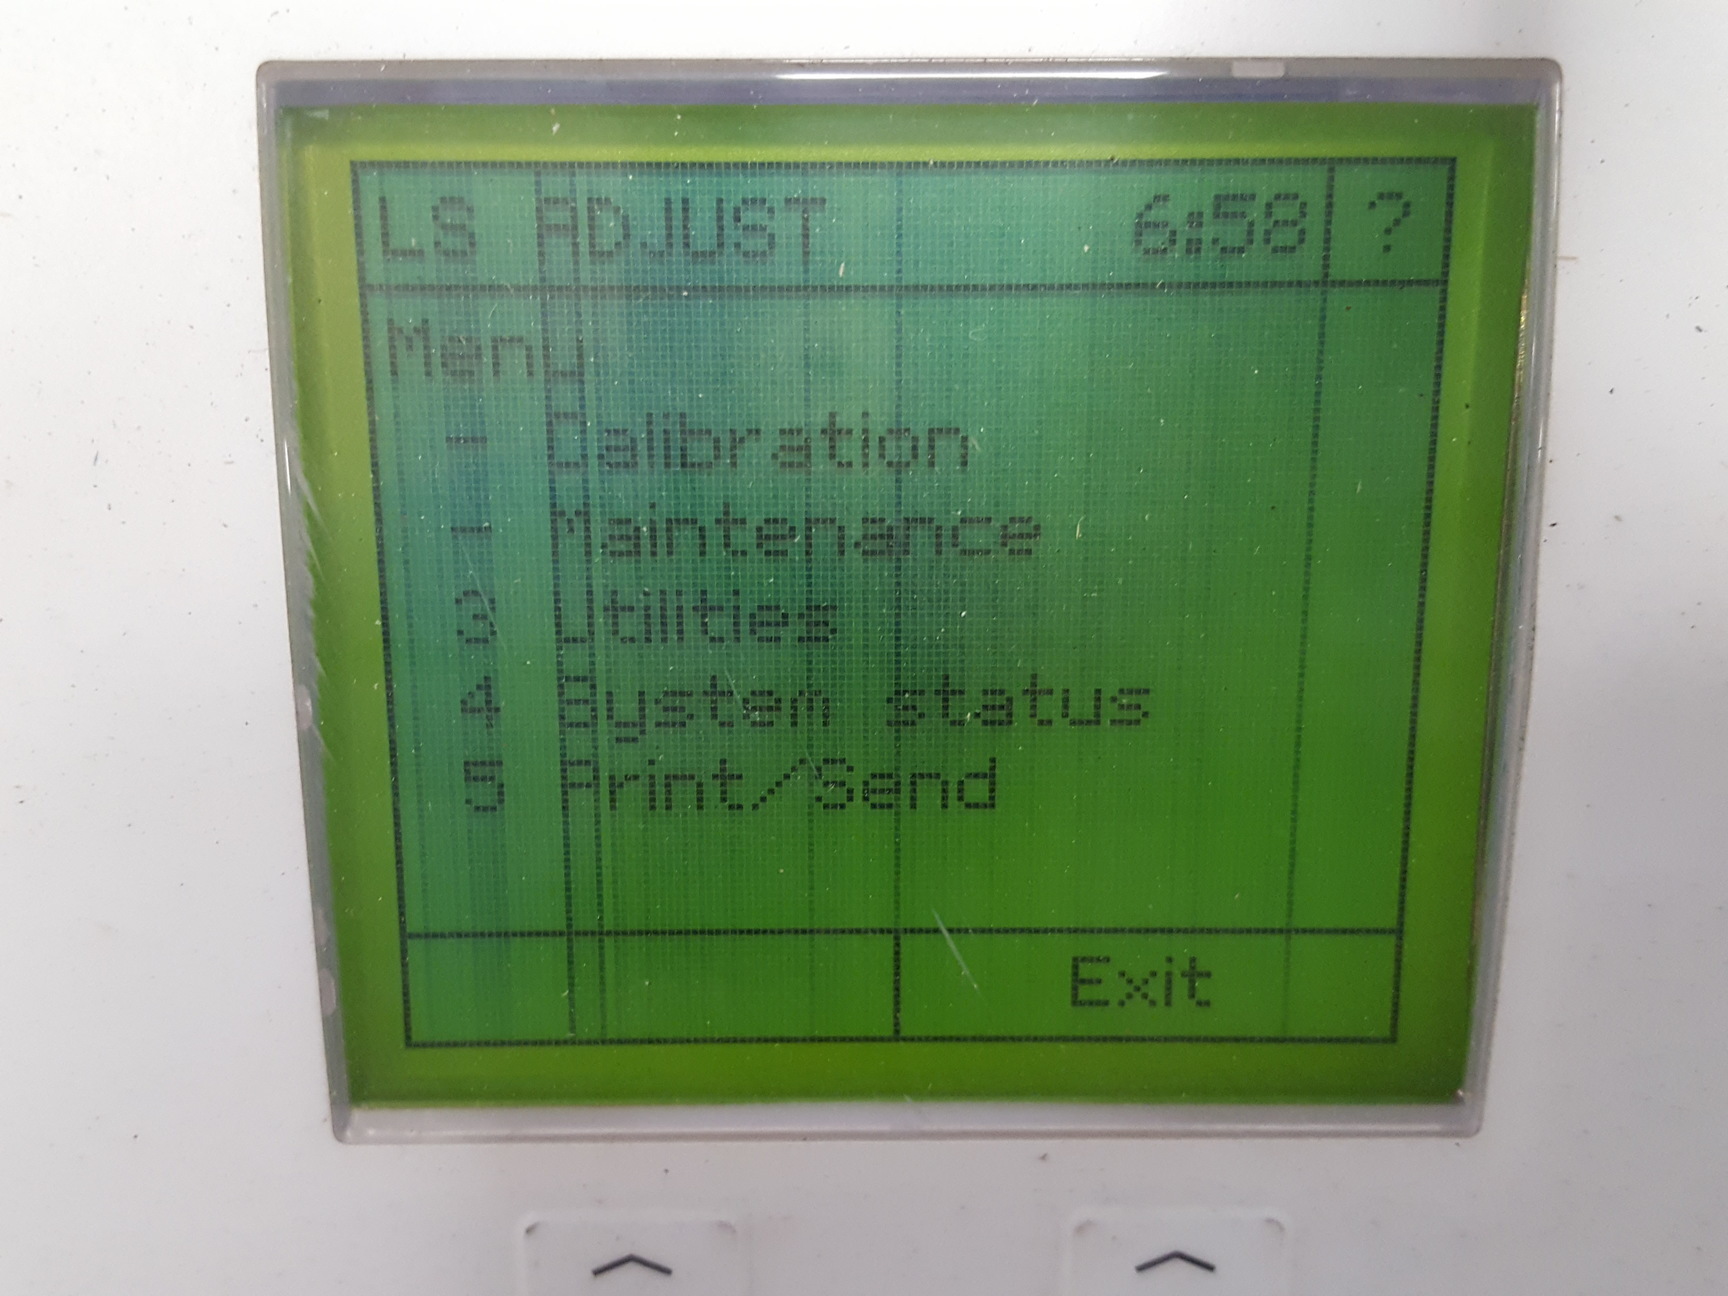 LS ADJUST 6:58 ?
Menu
- Calibration
- Maintenance
3 Utilities
4 System status
5 Print/Send
Exit